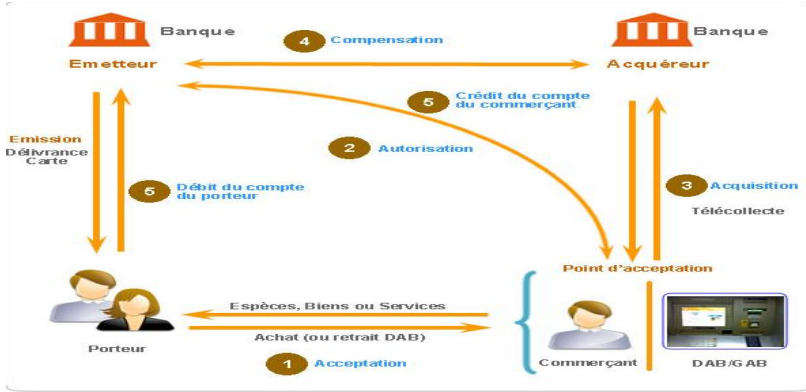 Banque
Emetteur
4 Compensation
Banque
Acquéreur
5 Crédit du compte
du commerçant
2 Autorisation
Emission
Délivrance
Carte
5 Débit du compte
du porteur
3 Acquisition
Télécollecte
Point d'acceptation
Espèces, Biens ou Services
Achat (ou retrait DAB)
1 Acceptation
Porteur
Commerçant
DAB/GAB